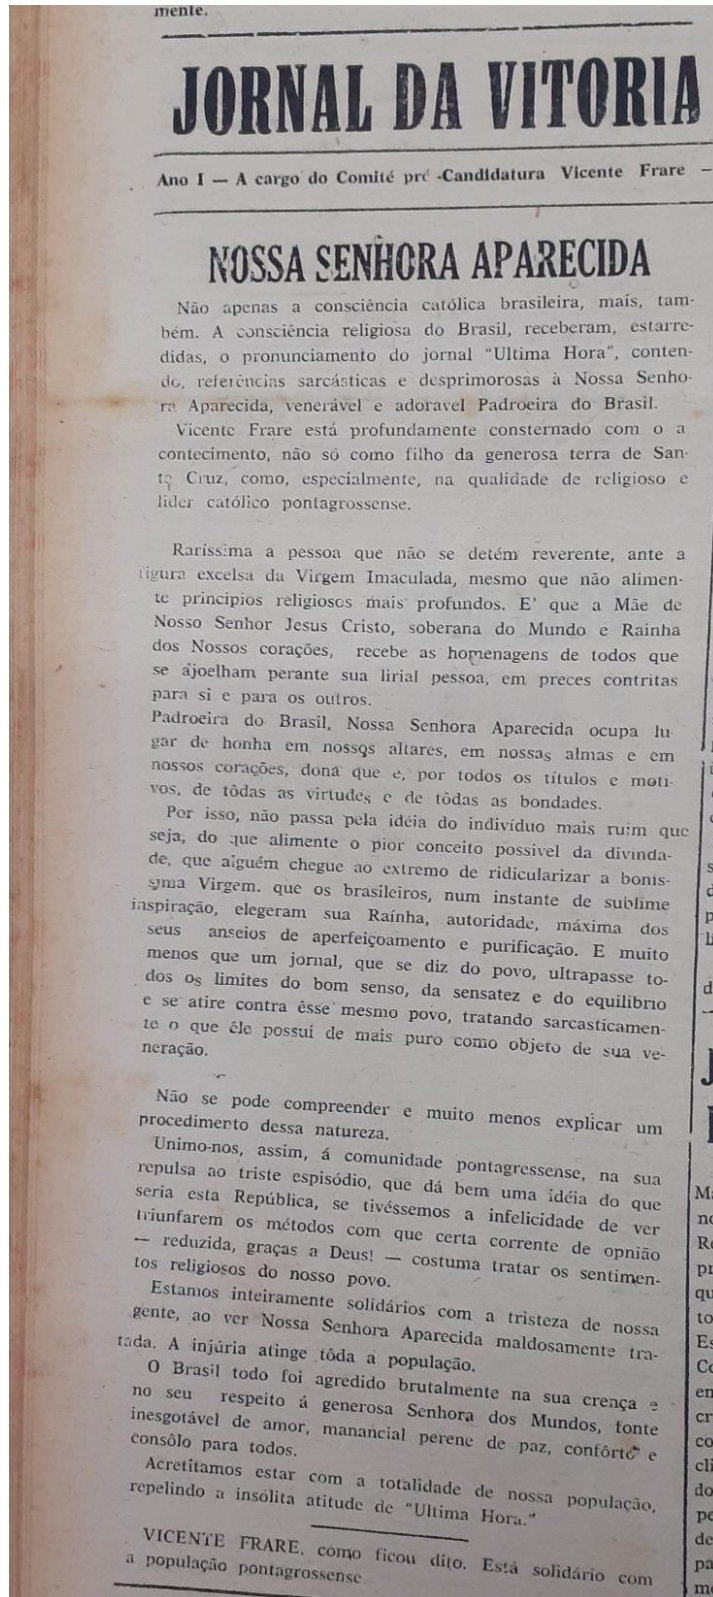 mente.
JORNAL DA VITORIA
Ano I — A cargo do Comité pré -Candidatura Vicente Frare -
NOSSA SENHORA APARECIDA
Não apenas a consciência católica brasileira, mais, tam-
bém. A consciência religiosa do Brasil, receberam, estarre-
didas, o pronunciamento do jornal "Ultima Hora", conten-
do, referências sarcásticas e desprimorosas à Nossa Senho-
ra Aparecida, venerável e adoravel Padroeira do Brasil.
Vicente Frare está profundamente consternado com o a
contecimento, não só como filho da generosa terra de San-
ta Cruz, como, especialmente, na qualidade de religioso e
lider católico pontagrossense.
Raríssima a pessoa que não se detém reverente, ante a
figura excelsa da Virgem Imaculada, mesmo que não alimen-
te principios religiosos mais profundos. E' que a Mãe de
Nosso Senhor Jesus Cristo, soberana do Mundo e Rainha
dos Nossos corações, recebe as homenagens de todos que
se ajoelham perante sua lirial pessoa, em preces contritas
para si e para os outros.
Padroeira do Brasil, Nossa Senhora Aparecida ocupa lu
gar de honha em nossos altares, em nossas almas e em
nossos corações, dona que e, por todos os títulos e moti-
vos, de tôdas as virtudes e de tôdas as bondades.
Por isso, não passa pela idéia do indivíduo mais ruim que
seja, do que alimente o pior conceito possivel da divinda-
de, que alguém chegue ao extremo de ridicularizar a bonis-
sima Virgem. que os brasileiros, num instante de sublime
inspiração, elegeram sua Raínha, autoridade, máxima dos
seus anseios de aperfeiçoamento e purificação. E muito
menos que um jornal, que se diz do povo, ultrapasse to-
dos os limites do bom senso, da sensatez e do equilibrio
e se atire contra êsse mesmo povo, tratando sarcasticamen-
te o que êle possui de mais puro como objeto de sua ve-
neração.
Não se pode compreender e muito menos explicar um
procedimento dessa natureza.
Unimo-nos, assim, á comunidade pontagressense, na sua
repulsa ao triste espisódio, que dá bem uma idéia do que
seria esta República, se tivéssemos a infelicidade de ver
triunfarem os métodos com que certa corrente de opnião
— reduzida, graças a Deus! — costuma tratar os sentimen-
tos religiosos do nosso povo.
Estamos inteiramente solidários com a tristeza de nossa
gente, ao ver Nossa Senhora Aparecida maldosamente tra-
tada. A injúria atinge tôda a população.
O Brasil todo foi agredido brutalmente na sua crença e
no seu respeito á generosa Senhora dos Mundos, fonte
inesgotável de amor, manancial perene de paz, confôrto e
consôlo para todos.
Acretitamos estar com a totalidade de nossa população,
repelindo a insólita atitude de "Ultima Hora."
VICENTE FRARE, como ficou dito, Está solidário com
a população pontagrossense